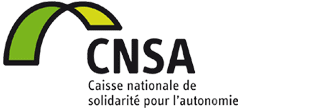 CNSA
Caisse nationale de
solidarité pour l'autonomie